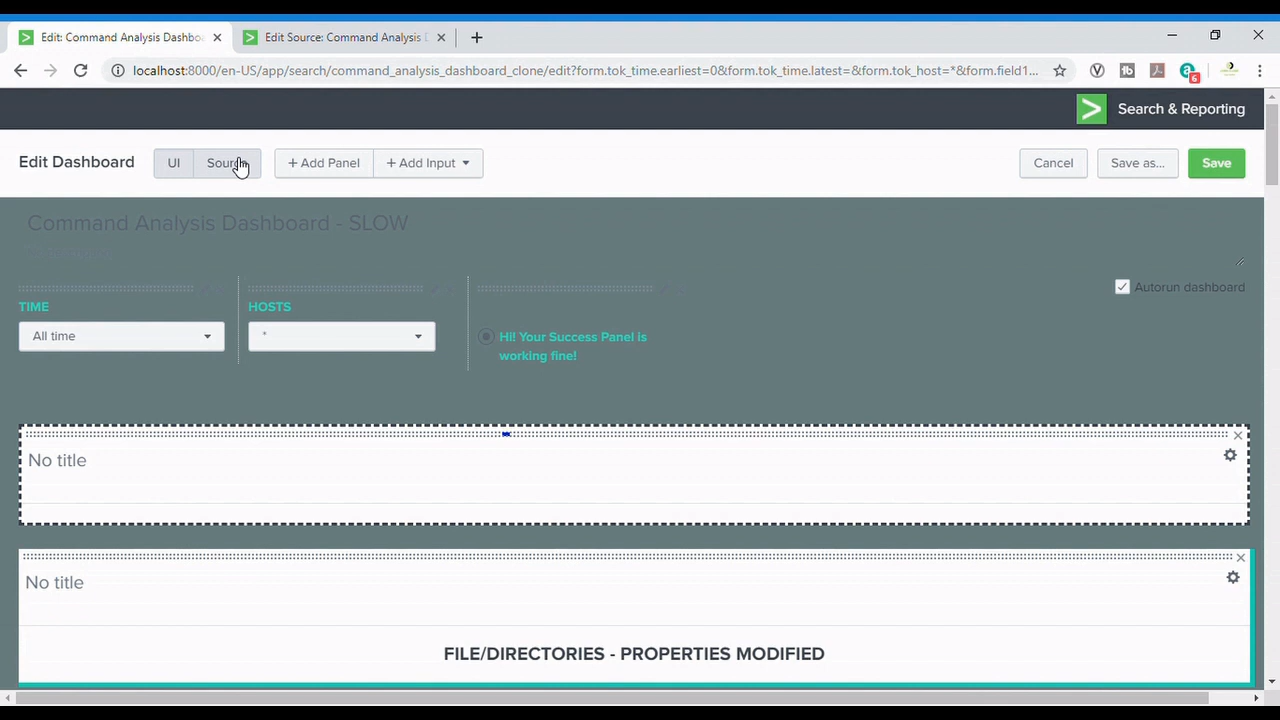 Edit: Command Analysis Dashbo
Edit Source: Command Analysis D
localhost:8000/en-US/app/search/command_analysis_dashboard_clone/edit?form.tok_time.earliest=0&form.tok_time.latest=&form.tok_host=*&form.field1...
6
Search & Reporting
Edit Dashboard
UI
Source
+ Add Panel
+ Add Input
Cancel
Save as...
Save
Command Analysis Dashboard - SLOW
Autorun dashboard
TIME
HOSTS
All time
*
Hi! Your Success Panel is
working fine!
No title
No title
FILE/DIRECTORIES - PROPERTIES MODIFIED